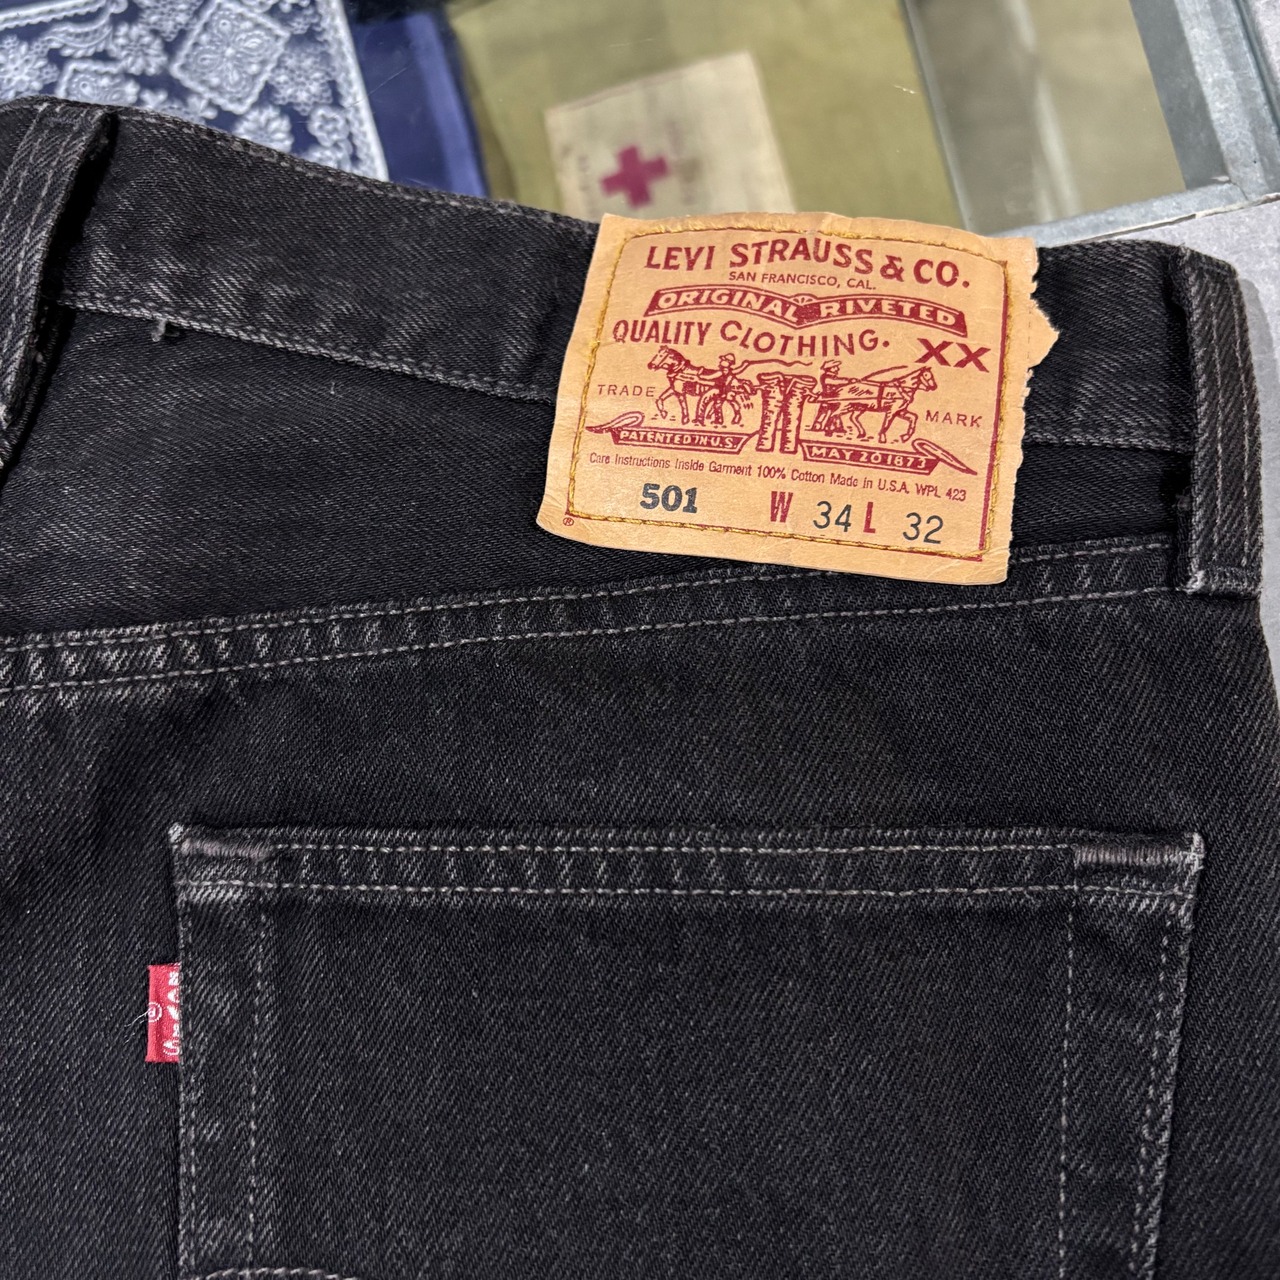 LEVI STRAUSS & CO.
SAN FRANCISCO, CAL.
ORIGINAL RIVETED
QUALITY CLOTHING. XX
TRADE MARK
PATENTED IN U.S. MAY 20 1873
Care Instructions Inside Garment 100% Cotton Made in U.S.A. WPL 423
501 W 34 L 32
®
LEVI'S
®